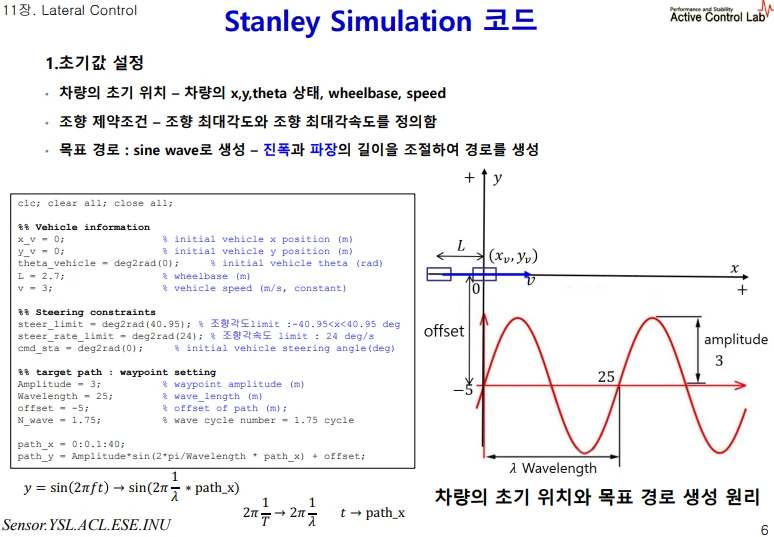 11장. Lateral Control
Stanley Simulation 코드
Performance and Stability
Active Control Lab
1.초기값 설정
• 차량의 초기 위치 – 차량의 x,y,theta 상태, wheelbase, speed
• 조향 제약조건 – 조향 최대각도와 조향 최대각속도를 정의함
• 목표 경로 : sine wave로 생성 – 진폭과 파장의 길이을 조절하여 경로를 생성
clc; clear all; close all;
%% Vehicle information
x_v = 0; % initial vehicle x position (m)
y_v = 0; % initial vehicle y position (m)
theta_vehicle = deg2rad(0); % initial vehicle theta (rad)
L = 2.7; % wheelbase (m)
v = 3; % vehicle speed (m/s, constant)
%% Steering constraints
steer_limit = deg2rad(40.95); % 조향각도limit :-40.95<x<40.95 deg
steer_rate_limit = deg2rad(24); % 조향각속도 limit : 24 deg/s
cmd_sta = deg2rad(0); % initial vehicle steering angle(deg)
%% target path : waypoint setting
Amplitude = 3; % waypoint amplitude (m)
Wavelength = 25; % wave_length (m)
offset = -5; % offset of path (m);
N_wave = 1.75; % wave cycle number = 1.75 cycle
path_x = 0:0.1:40;
path_y = Amplitude*sin(2*pi/Wavelength * path_x) + offset;
y = sin(2πft) → sin(2π 1/λ * path_x)
2π 1/T → 2π 1/λ t → path_x
+ y
L (x_v, y_v)
x
0 v +
offset
amplitude
3
25
−5
λ Wavelength
차량의 초기 위치와 목표 경로 생성 원리
Sensor.YSL.ACL.ESE.INU
6